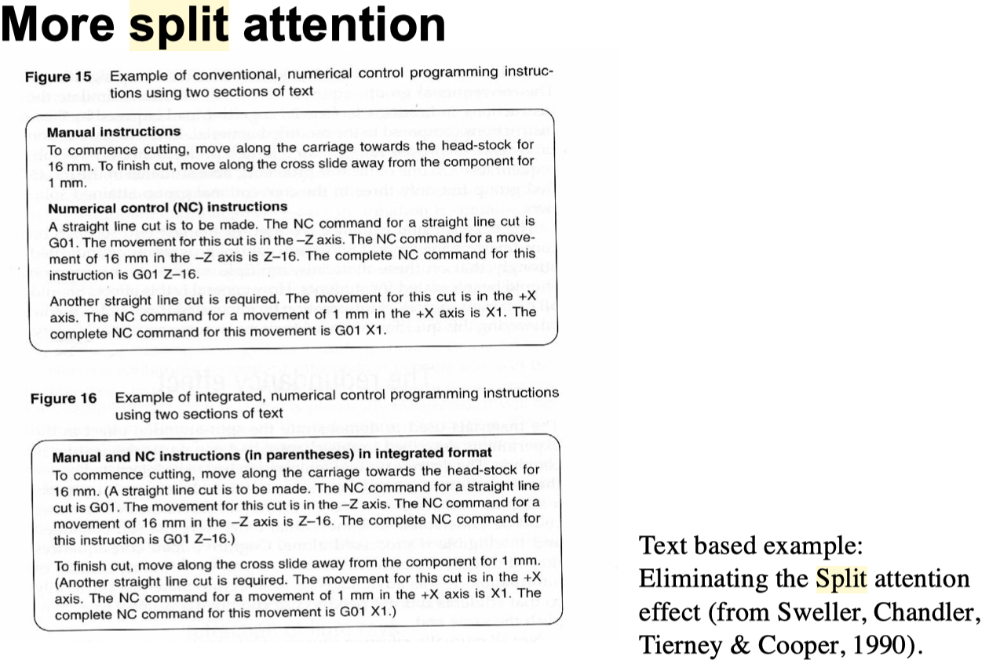 More split attention
Figure 15 Example of conventional, numerical control programming instruc-
tions using two sections of text
Manual instructions
To commence cutting, move along the carriage towards the head-stock for
16 mm. To finish cut, move along the cross slide away from the component for
1 mm.
Numerical control (NC) instructions
A straight line cut is to be made. The NC command for a straight line cut is
G01. The movement for this cut is in the –Z axis. The NC command for a move-
ment of 16 mm in the –Z axis is Z–16. The complete NC command for this
instruction is G01 Z–16.
Another straight line cut is required. The movement for this cut is in the +X
axis. The NC command for a movement of 1 mm in the +X axis is X1. The
complete NC command for this movement is G01 X1.
Figure 16 Example of integrated, numerical control programming instructions
using two sections of text
Manual and NC instructions (in parentheses) in integrated format
To commence cutting, move along the carriage towards the head-stock for
16 mm. (A straight line cut is to be made. The NC command for a straight line
cut is G01. The movement for this cut is in the –Z axis. The NC command for a
movement of 16 mm in the –Z axis is Z–16. The complete NC command for
this instruction is G01 Z–16.)
To finish cut, move along the cross slide away from the component for 1 mm.
(Another straight line cut is required. The movement for this cut is in the +X
axis. The NC command for a movement of 1 mm in the +X axis is X1. The
complete NC command for this movement is G01 X1.)
Text based example:
Eliminating the Split attention
effect (from Sweller, Chandler,
Tierney & Cooper, 1990).